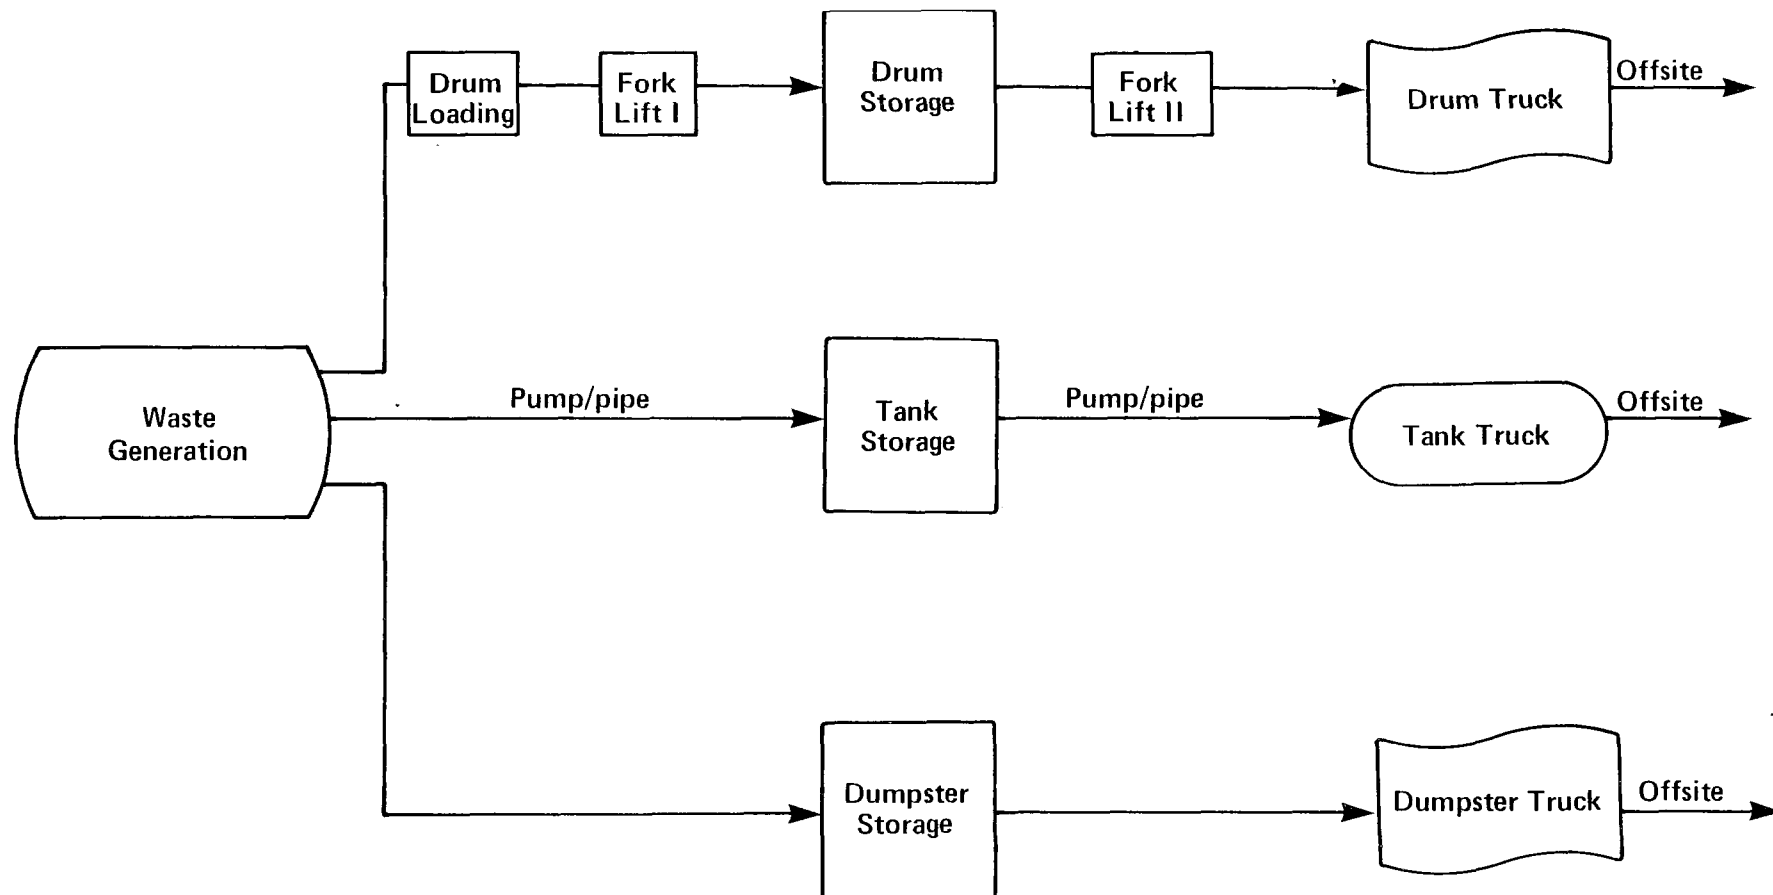 Drum
Loading
Fork
Lift I
Drum
Storage
Fork
Lift II
Drum Truck
Offsite
Waste
Generation
Pump/pipe
Tank
Storage
Pump/pipe
Tank Truck
Offsite
Dumpster
Storage
Dumpster Truck
Offsite